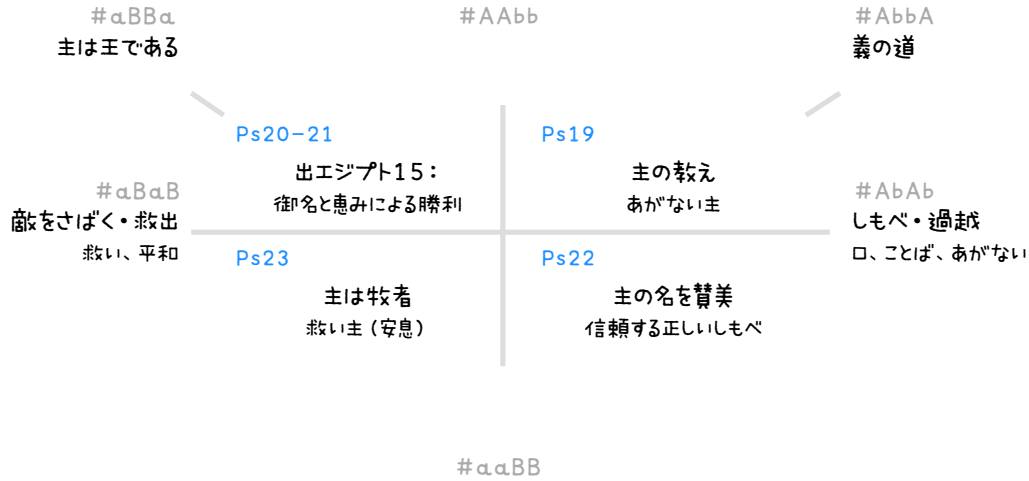 #aBBa
主は王である
#AAbb
#AbbA
義の道
Ps20-21
出エジプト15：
御名と恵みによる勝利
Ps19
主の教え
あがない主
#aBaB
敵をさばく・救出
救い、平和
#AbAb
しもべ・過越
口、ことば、あがない
Ps23
主は牧者
救い主（安息）
Ps22
主の名を賛美
信頼する正しいしもべ
#aaBB